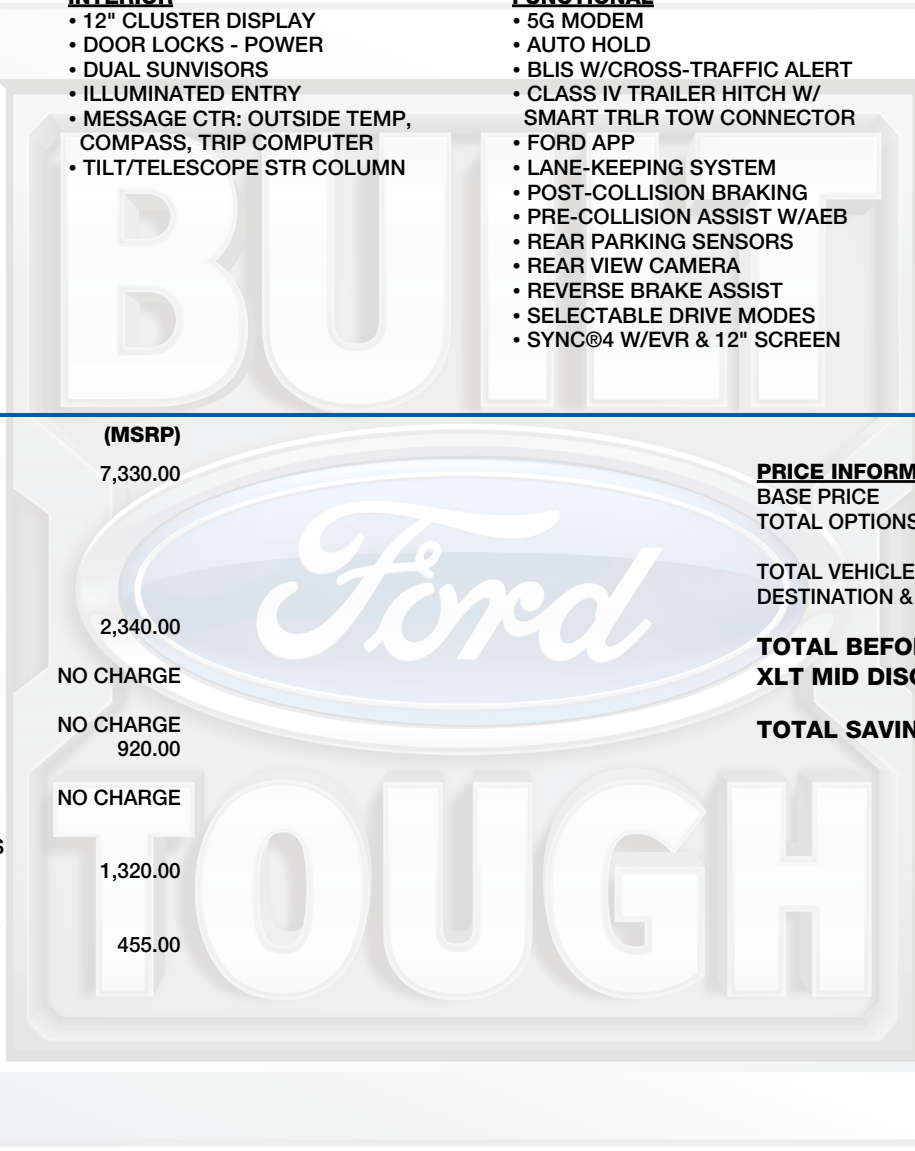 INTERIOR
• 12" CLUSTER DISPLAY
• DOOR LOCKS - POWER
• DUAL SUNVISORS
• ILLUMINATED ENTRY
• MESSAGE CTR: OUTSIDE TEMP,
COMPASS, TRIP COMPUTER
• TILT/TELESCOPE STR COLUMN
FUNCTIONAL
• 5G MODEM
• AUTO HOLD
• BLIS W/CROSS-TRAFFIC ALERT
• CLASS IV TRAILER HITCH W/
SMART TRLR TOW CONNECTOR
• FORD APP
• LANE-KEEPING SYSTEM
• POST-COLLISION BRAKING
• PRE-COLLISION ASSIST W/AEB
• REAR PARKING SENSORS
• REAR VIEW CAMERA
• REVERSE BRAKE ASSIST
• SELECTABLE DRIVE MODES
• SYNC®4 W/EVR & 12" SCREEN
BUILT
Ford
TOUGH
(MSRP)
7,330.00
2,340.00
NO CHARGE
NO CHARGE
920.00
NO CHARGE
S
1,320.00
455.00
PRICE INFORM
BASE PRICE
TOTAL OPTIONS
TOTAL VEHICLE
DESTINATION &
TOTAL BEFO
XLT MID DISC
TOTAL SAVIN